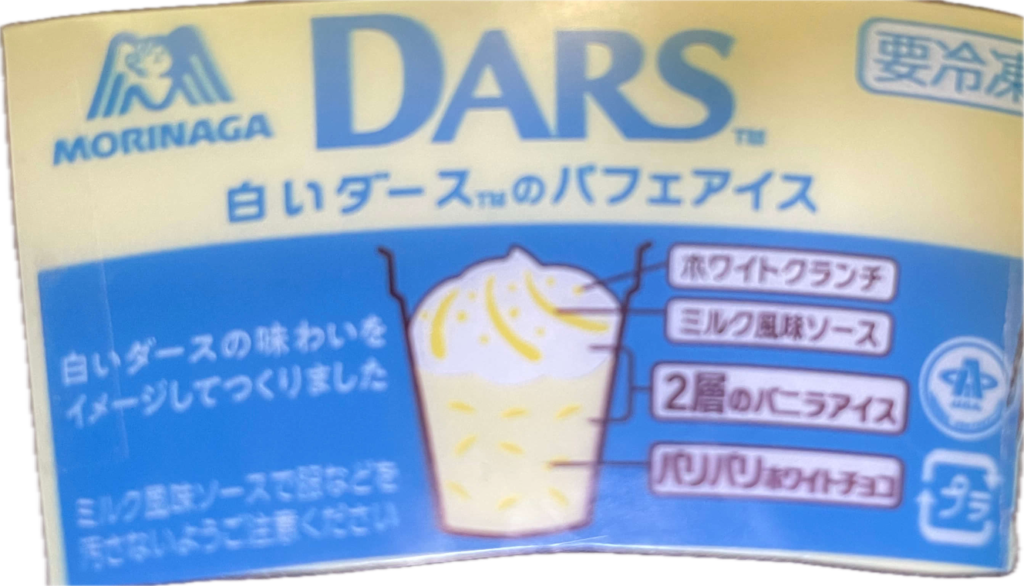 MORINAGA
DARS™
要冷凍
白いダース™のパフェアイス
白いダースの味わいを
イメージしてつくりました
ミルク風味ソースで服などを
汚さないようご注意ください
ホワイトクランチ
ミルク風味ソース
2層のバニラアイス
パリパリホワイトチョコ
プラ